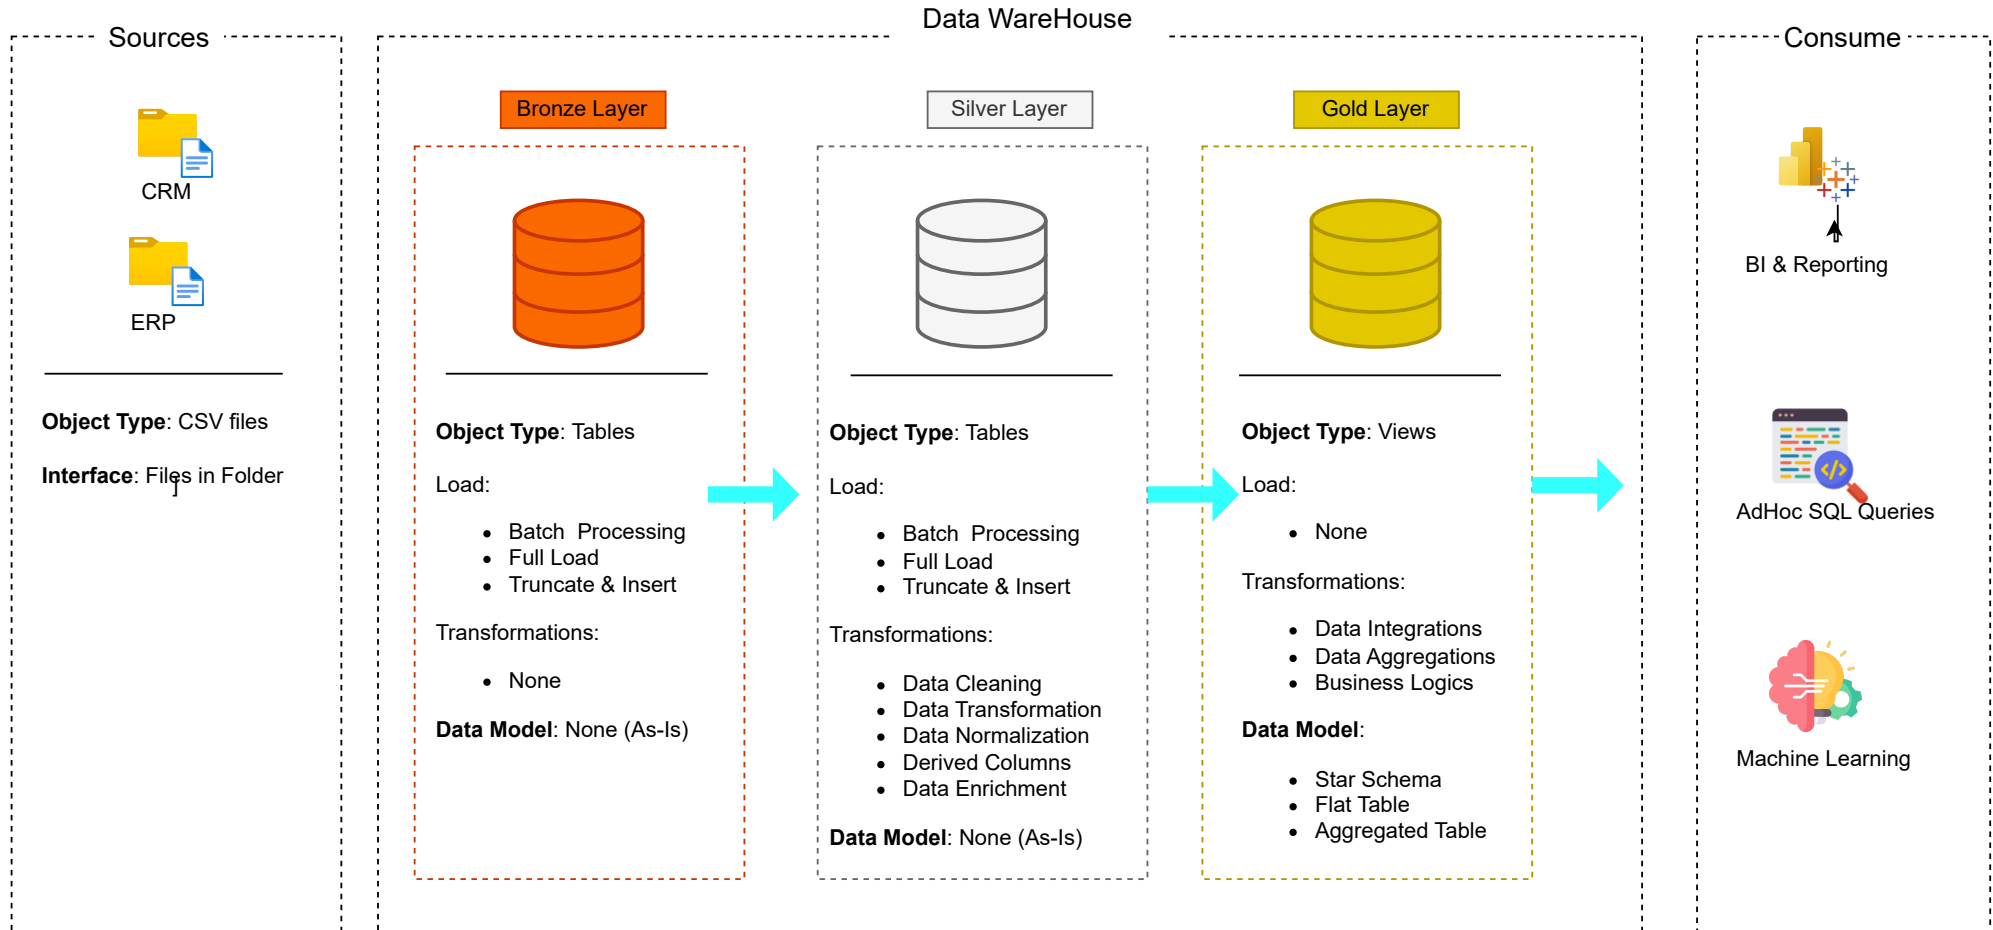 Data WareHouse
Sources
Consume
CRM
ERP
Object Type: CSV files
Interface: Files in Folder
Bronze Layer
Object Type: Tables
Load:
Batch  Processing
Full Load
Truncate & Insert
Transformations:
None
Data Model: None (As-Is)
Silver Layer
Object Type: Tables
Load:
Batch  Processing
Full Load
Truncate & Insert
Transformations:
Data Cleaning
Data Transformation
Data Normalization
Derived Columns
Data Enrichment
Data Model: None (As-Is)
Gold Layer
Object Type: Views
Load:
None
Transformations:
Data Integrations
Data Aggregations
Business Logics
Data Model:
Star Schema
Flat Table
Aggregated Table
BI & Reporting
</>
AdHoc SQL Queries
Machine Learning